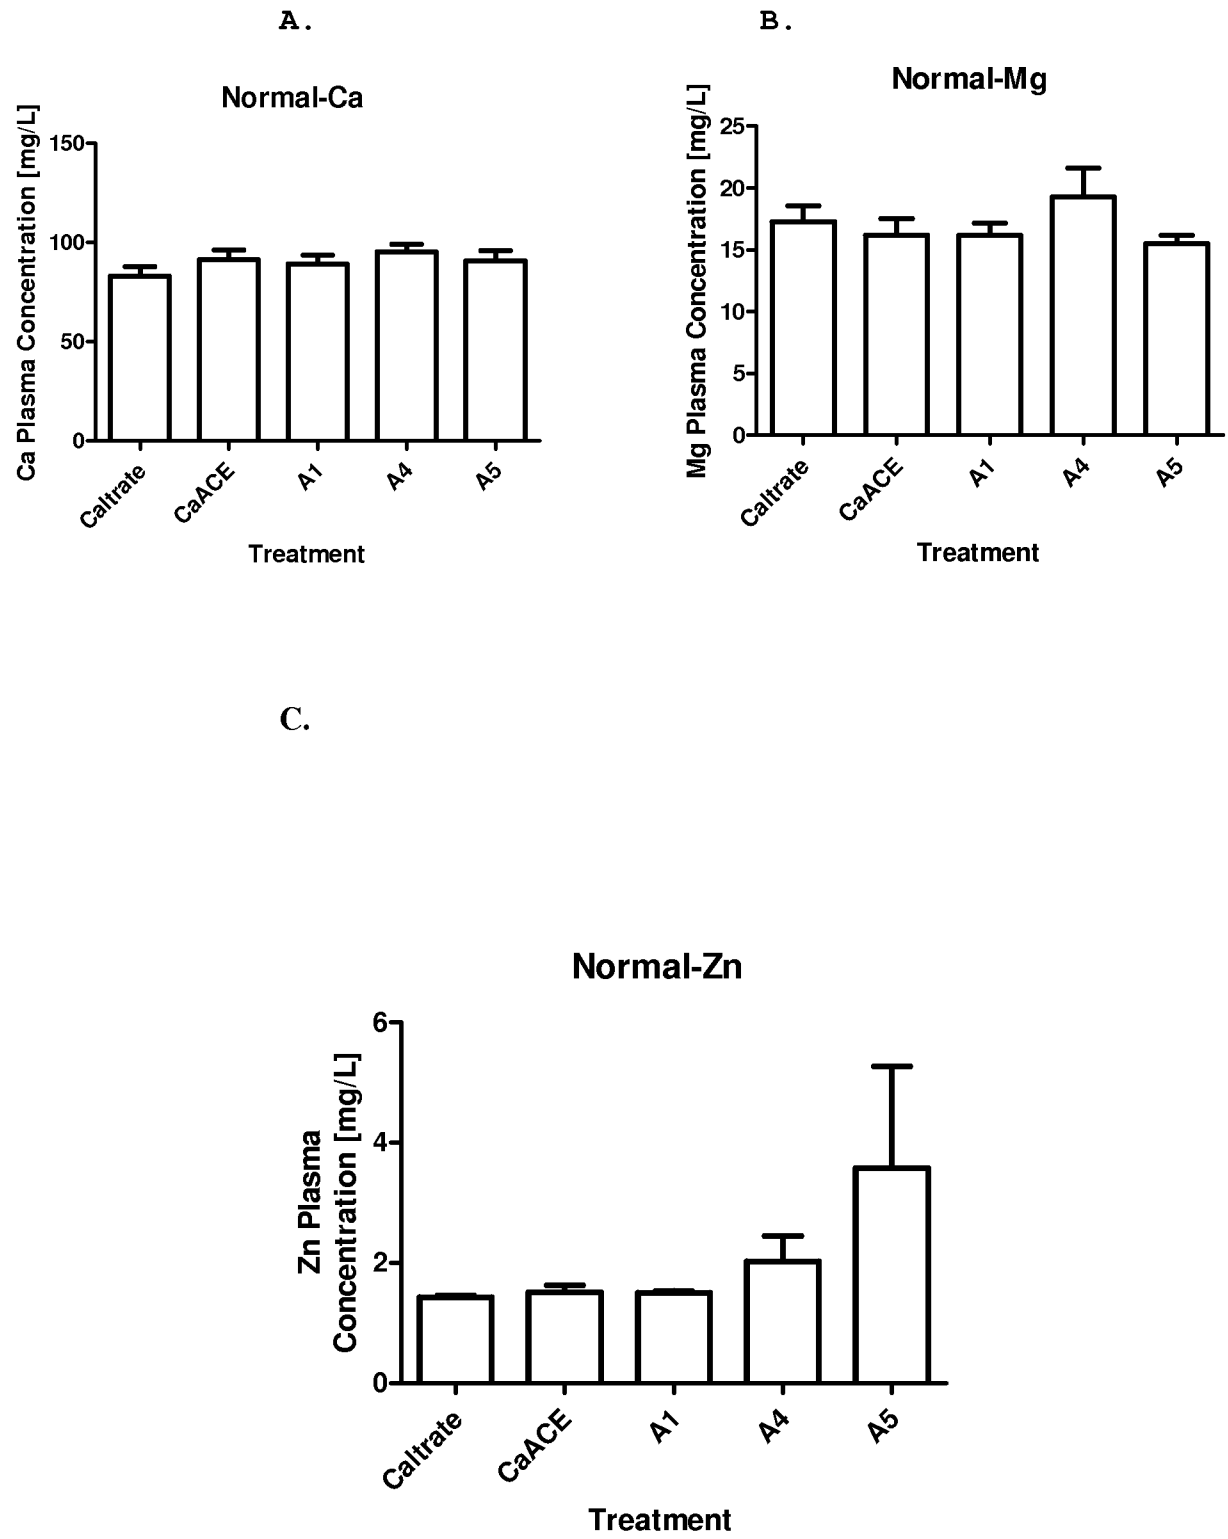 A.
Normal-Ca
Ca Plasma Concentration [mg/L]
150
100
50
0
Caltrate
CaACE
A1
A4
A5
Treatment
B.
Normal-Mg
Mg Plasma Concentration [mg/L]
25
20
15
10
5
0
Caltrate
CaACE
A1
A4
A5
Treatment
C.
Normal-Zn
Zn Plasma
Concentration [mg/L]
6
4
2
0
Caltrate
CaACE
A1
A4
A5
Treatment